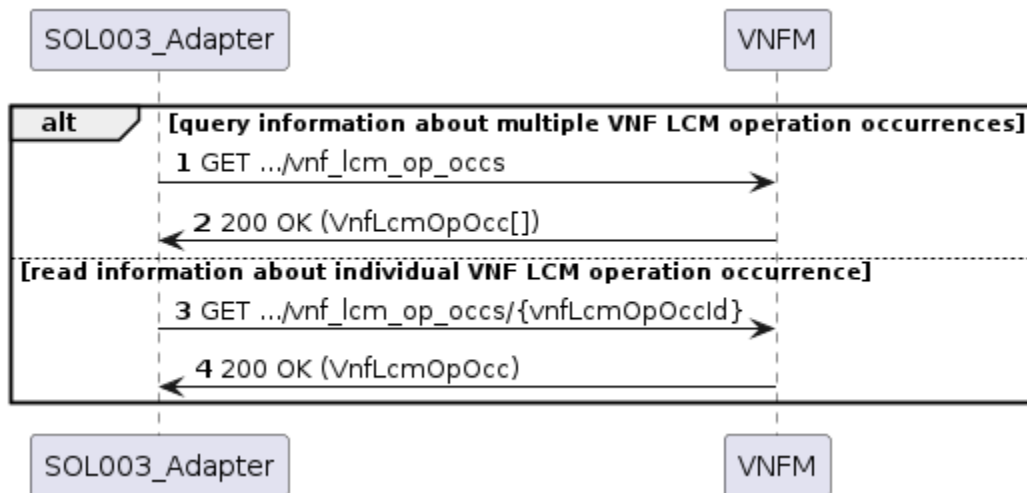 SOL003_Adapter VNFM
alt [query information about multiple VNF LCM operation occurrences]
1 GET .../vnf_lcm_op_occs
2 200 OK (VnfLcmOpOcc[])
[read information about individual VNF LCM operation occurrence]
3 GET .../vnf_lcm_op_occs/{vnfLcmOpOccId}
4 200 OK (VnfLcmOpOcc)
SOL003_Adapter VNFM